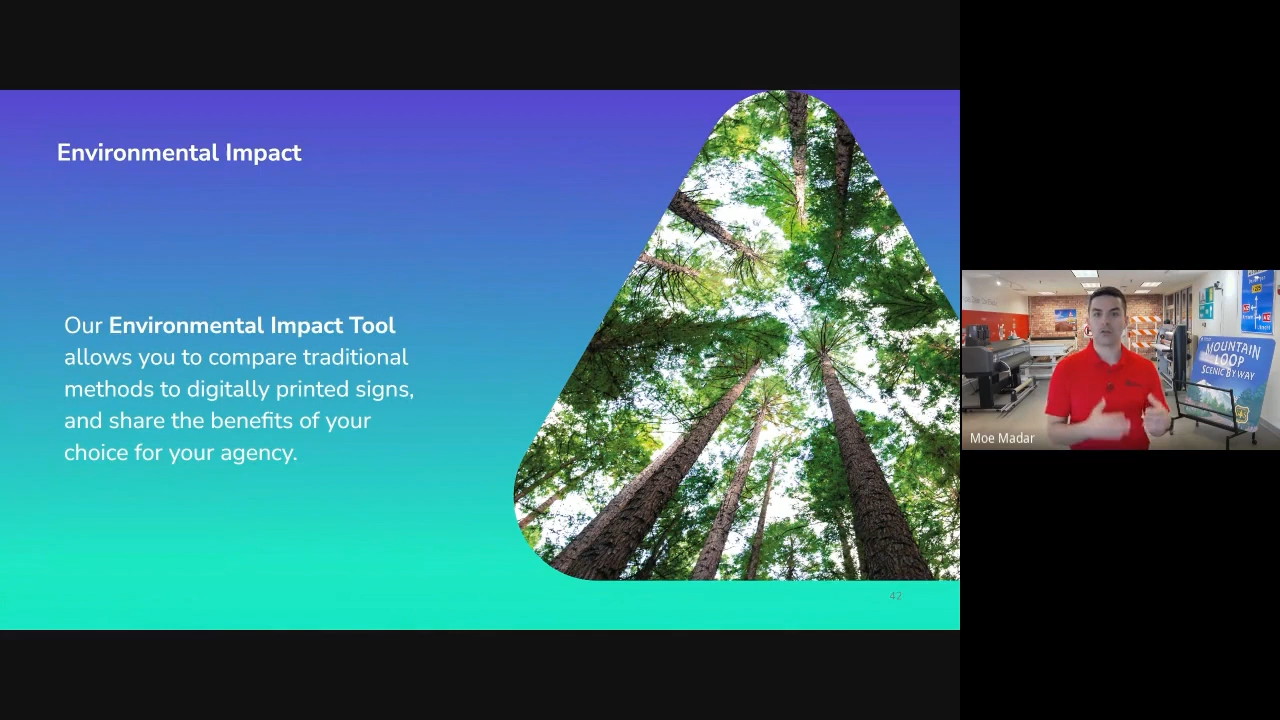 Environmental Impact
Our Environmental Impact Tool
allows you to compare traditional
methods to digitally printed signs,
and share the benefits of your
choice for your agency.
42
MOUNTAIN
LOOP
SCENIC BYWAY
Moe Madar